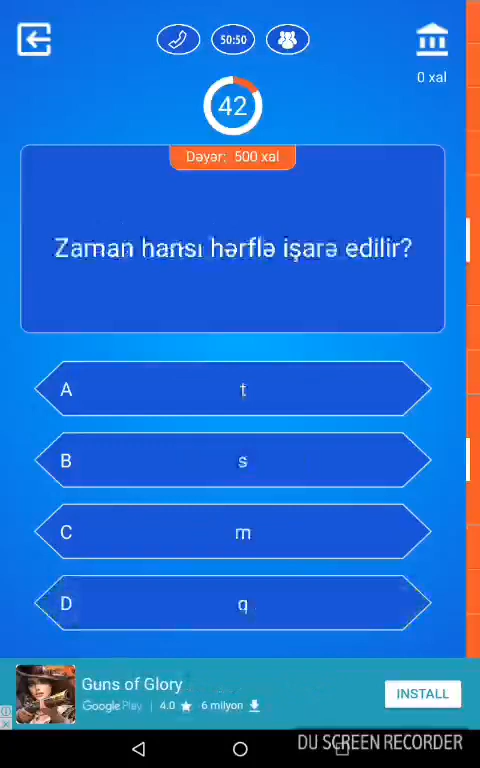 50:50
0 xal
42
Dəyər: 500 xal
Zaman hansı hərflə işarə edilir?
A t
B s
C m
D q
Guns of Glory
Google Play | 4.0 ★ 6 milyon
INSTALL
DU SCREEN RECORDER